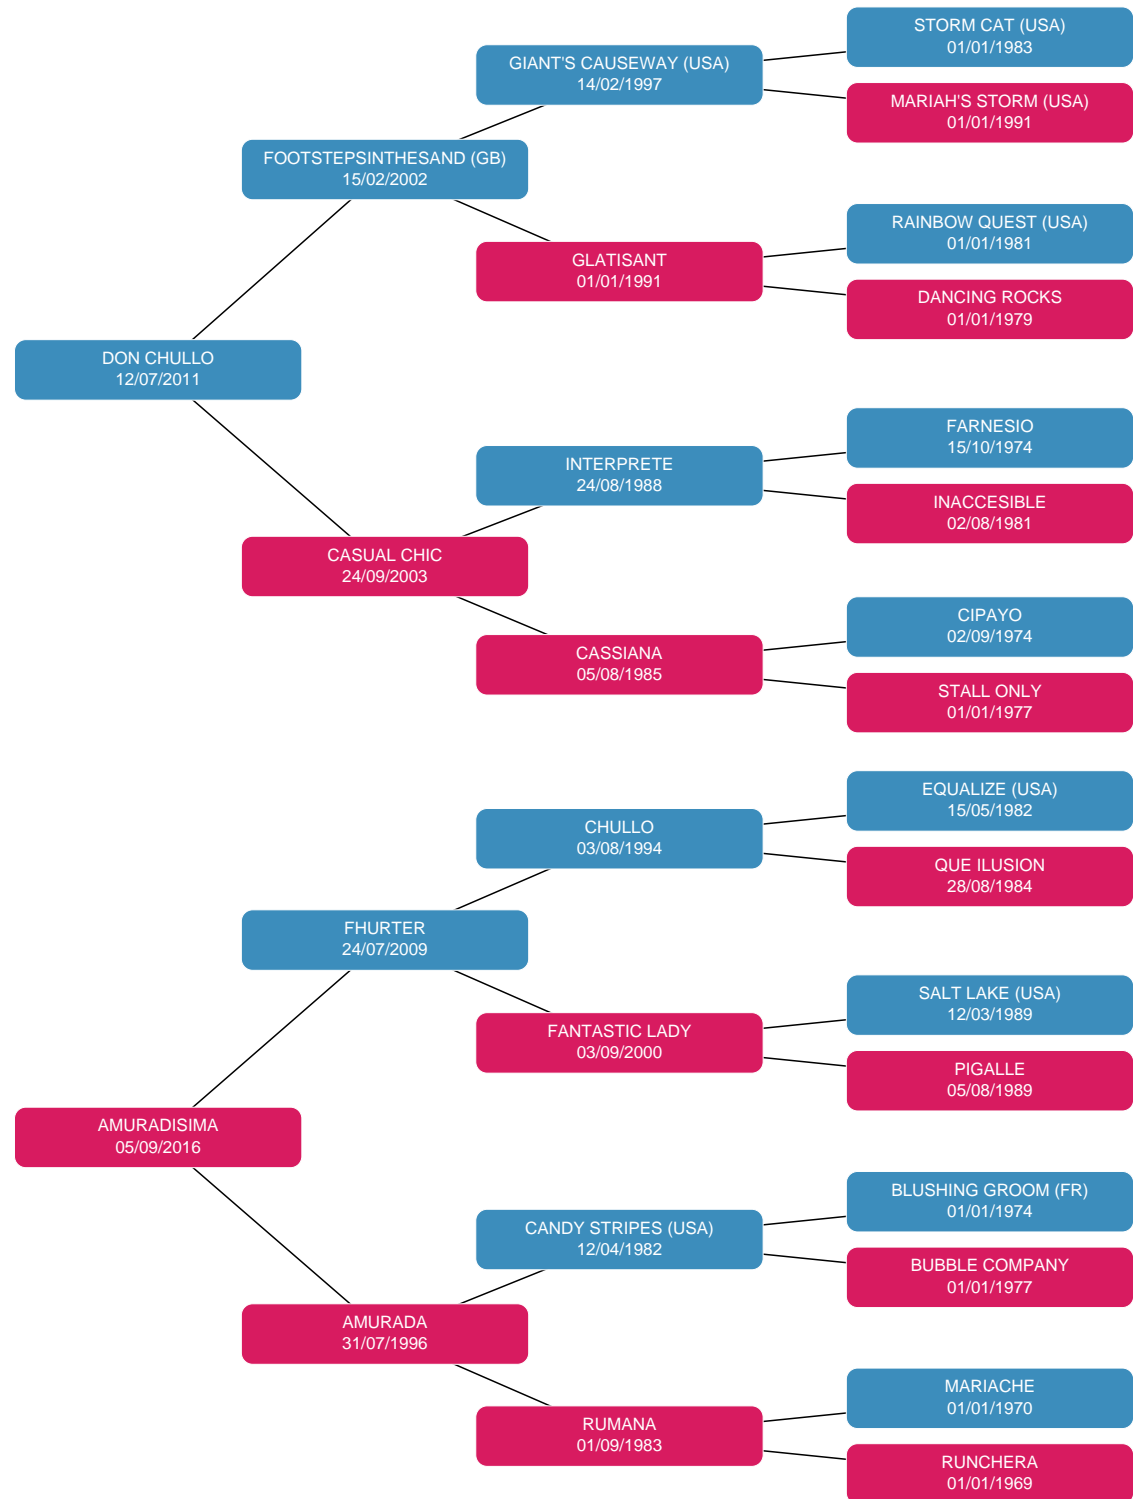 STORM CAT (USA)
01/01/1983
GIANT'S CAUSEWAY (USA)
14/02/1997
MARIAH'S STORM (USA)
01/01/1991
FOOTSTEPSINTHESAND (GB)
15/02/2002
RAINBOW QUEST (USA)
01/01/1981
GLATISANT
01/01/1991
DANCING ROCKS
01/01/1979
DON CHULLO
12/07/2011
FARNESIO
15/10/1974
INTERPRETE
24/08/1988
INACCESIBLE
02/08/1981
CASUAL CHIC
24/09/2003
CIPAYO
02/09/1974
CASSIANA
05/08/1985
STALL ONLY
01/01/1977
EQUALIZE (USA)
15/05/1982
CHULLO
03/08/1994
QUE ILUSION
28/08/1984
FHURTER
24/07/2009
SALT LAKE (USA)
12/03/1989
FANTASTIC LADY
03/09/2000
PIGALLE
05/08/1989
AMURADISIMA
05/09/2016
BLUSHING GROOM (FR)
01/01/1974
CANDY STRIPES (USA)
12/04/1982
BUBBLE COMPANY
01/01/1977
AMURADA
31/07/1996
MARIACHE
01/01/1970
RUMANA
01/09/1983
RUNCHERA
01/01/1969